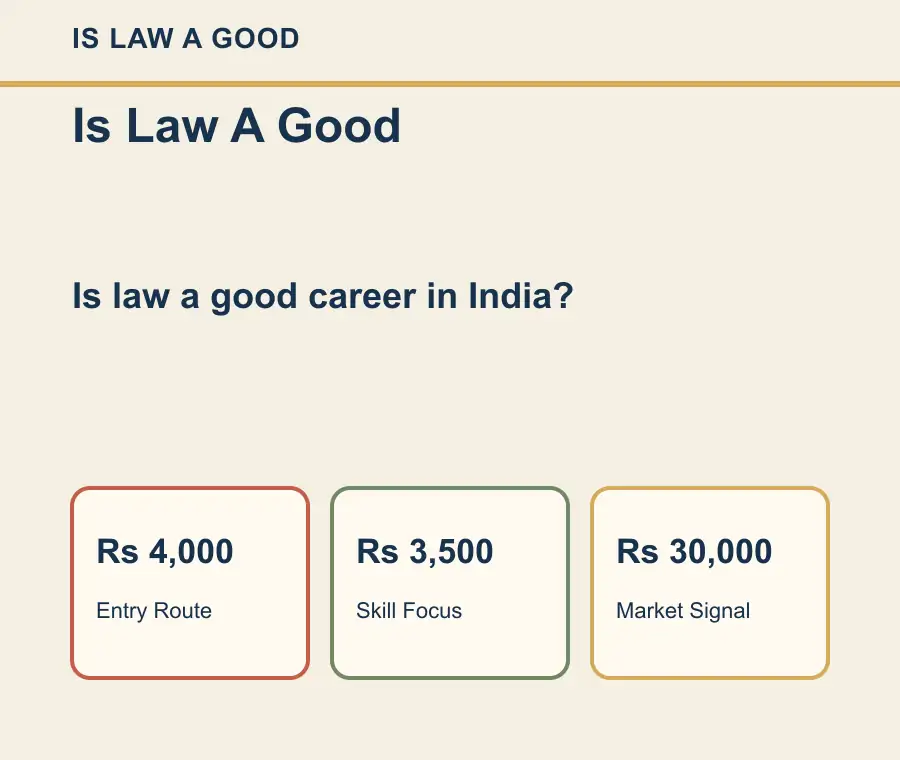 IS LAW A GOOD
Is Law A Good
Is law a good career in India?
Rs 4,000
Entry Route
Rs 3,500
Skill Focus
Rs 30,000
Market Signal